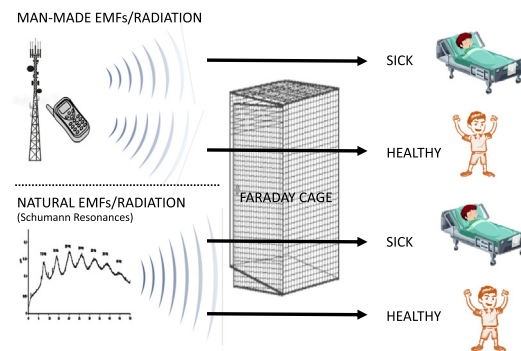 MAN-MADE EMFs/RADIATION
SICK
HEALTHY
NATURAL EMFs/RADIATION
(Schumann Resonances)
FARADAY CAGE
SICK
HEALTHY